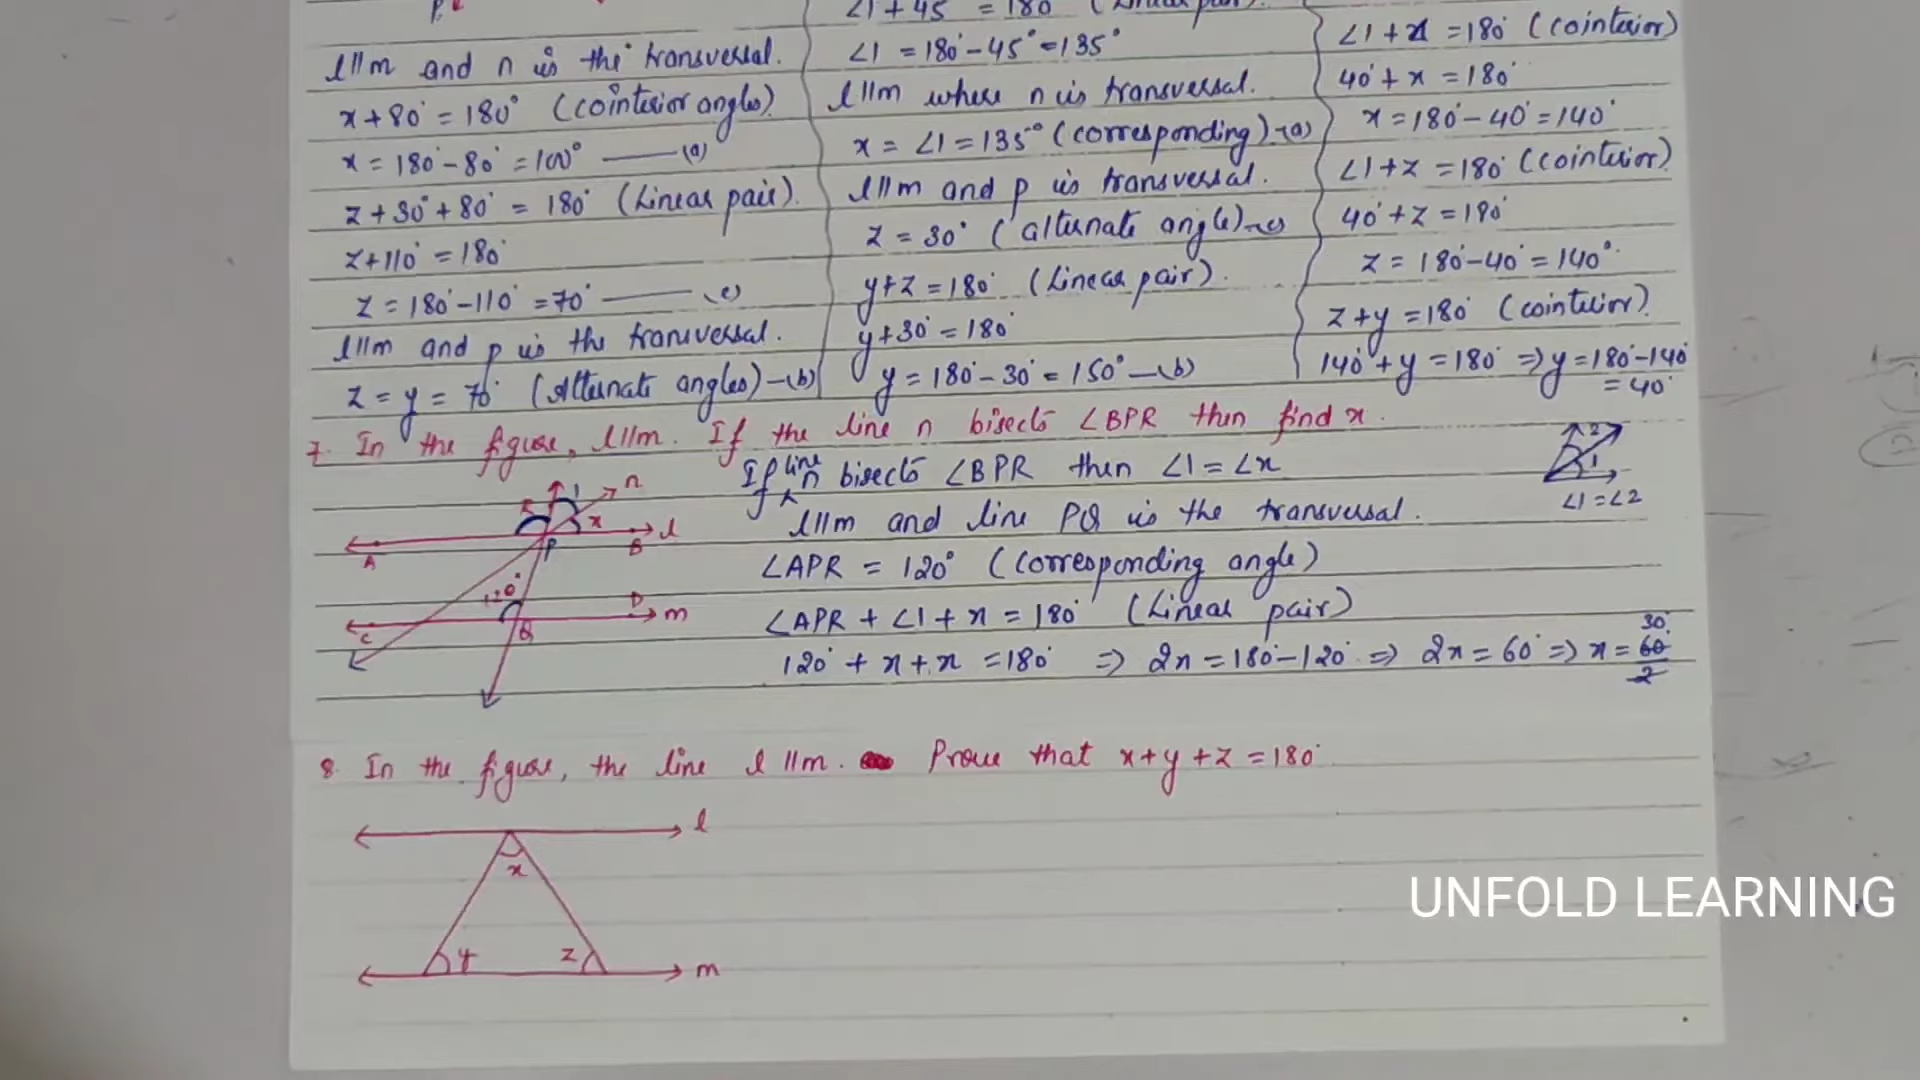 P.
l||m and n is the transversal.
x + 80° = 180° (cointerior angles)
x = 180° - 80° = 100° —— (a)
z + 30° + 80° = 180° (Linear pair).
z + 110° = 180°
z = 180° - 110° = 70° —— (c)
l||m and p is the transversal.
z = y = 70° (Alternate angles) - (b)
∠1 + 45° = 180° (Linear pair).
∠1 = 180° - 45° = 135°
l||m where n is transversal.
x = ∠1 = 135° (corresponding) - (a)
l||m and p is transversal.
z = 30° (alternate angle) - (c)
y + z = 180° (Linear pair).
y + 30° = 180°
y = 180° - 30° = 150° - (b)
∠1 + x = 180° (cointerior)
40° + x = 180°
x = 180° - 40° = 140°
∠1 + z = 180° (cointerior)
40° + z = 180°
z = 180° - 40° = 140°.
z + y = 180° (cointerior).
140° + y = 180° ⇒ y = 180° - 140°
= 40°
7. In the figure, l||m. If the line n bisects ∠BPR then find x.
If line n bisects ∠BPR then ∠1 = ∠x
l||m and line PQ is the transversal.
∠APR = 120° (corresponding angle)
∠APR + ∠1 + x = 180° (Linear pair)
120° + x + x = 180° ⇒ 2x = 180° - 120° ⇒ 2x = 60° ⇒ x = 60°/2
30°
2
1
∠1 = ∠2
R 1 n
x l
A P B
120° D m
C Q
8. In the figure, the line l ||m. Prove that x + y + z = 180°
l
x
y z
m
UNFOLD LEARNING